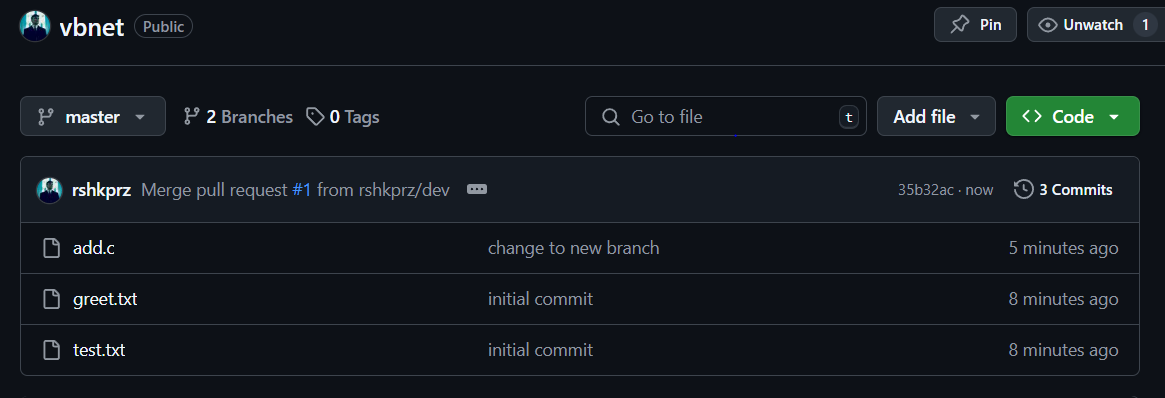 vbnet Public Pin Unwatch 1
master 2 Branches 0 Tags Go to file t Add file Code
rshkprz Merge pull request #1 from rshkprz/dev 35b32ac · now 3 Commits
add.c change to new branch 5 minutes ago
greet.txt initial commit 8 minutes ago
test.txt initial commit 8 minutes ago